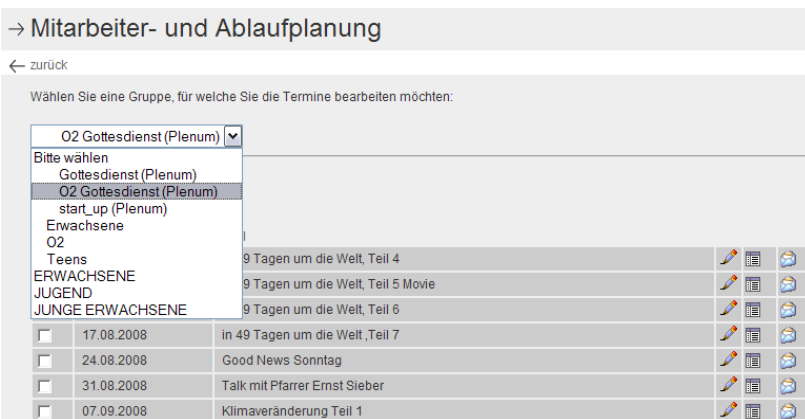 → Mitarbeiter- und Ablaufplanung
← zurück
Wählen Sie eine Gruppe, für welche Sie die Termine bearbeiten möchten:
O2 Gottesdienst (Plenum)
Bitte wählen
Gottesdienst (Plenum)
O2 Gottesdienst (Plenum)
start_up (Plenum)
Erwachsene
O2
Teens
ERWACHSENE
JUGEND
JUNGE ERWACHSENE
9 Tagen um die Welt, Teil 4
9 Tagen um die Welt, Teil 5 Movie
9 Tagen um die Welt, Teil 6
17.08.2008 in 49 Tagen um die Welt ,Teil 7
24.08.2008 Good News Sonntag
31.08.2008 Talk mit Pfarrer Ernst Sieber
07.09.2008 Klimaveränderung Teil 1